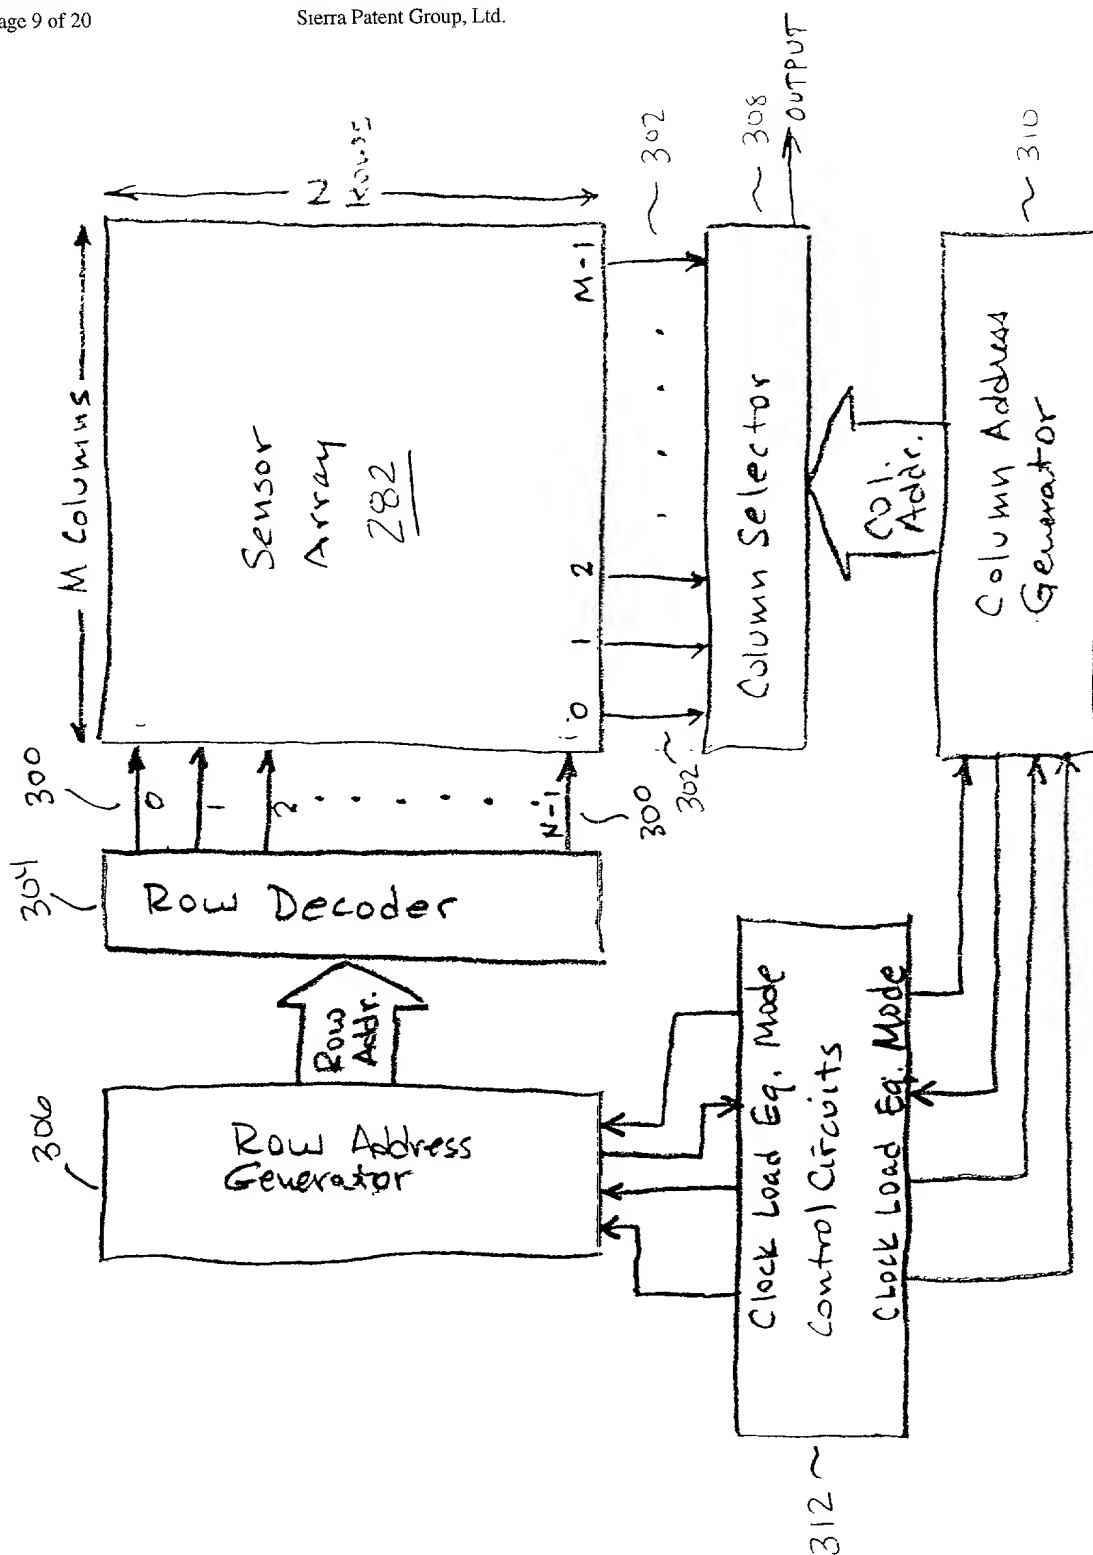 age 9 of 20
Sierra Patent Group, Ltd.
M Columns
N
Rows
Sensor
Array
282
300
0
1
2
N-1
300
304
Row Decoder
Row
Addr.
306
Row Address
Generator
0
1
2
M-1
302
302
Column Selector
308
OUTPUT
Col.
Addr.
Column Address
Generator
310
Clock Load Eq. Mode
Control Circuits
Clock Load Eq. Mode
312